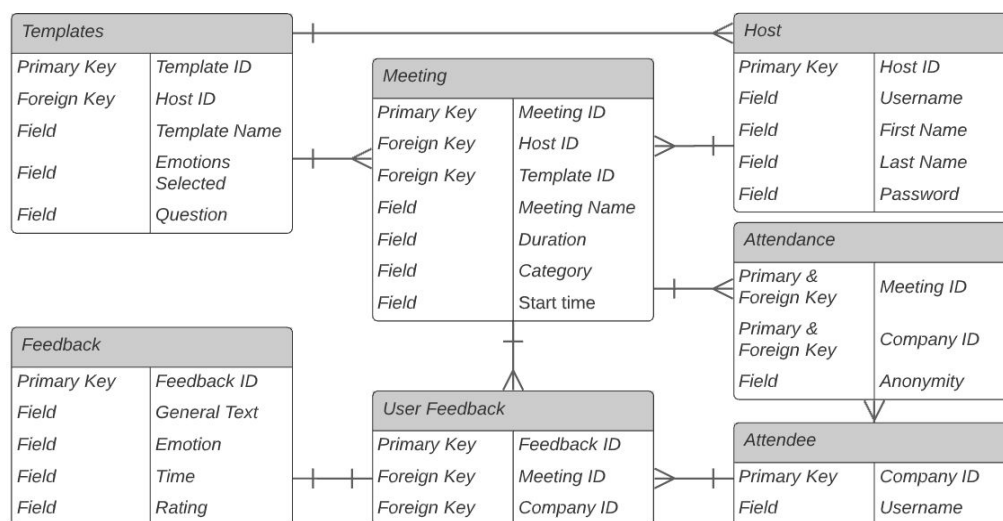 Templates
Primary Key Template ID
Foreign Key Host ID
Field Template Name
Field Emotions
Selected
Field Question
Meeting
Primary Key Meeting ID
Foreign Key Host ID
Foreign Key Template ID
Field Meeting Name
Field Duration
Field Category
Field Start time
Host
Primary Key Host ID
Field Username
Field First Name
Field Last Name
Field Password
Attendance
Primary &
Foreign Key Meeting ID
Primary &
Foreign Key Company ID
Field Anonymity
Feedback
Primary Key Feedback ID
Field General Text
Field Emotion
Field Time
Field Rating
User Feedback
Primary Key Feedback ID
Foreign Key Meeting ID
Foreign Key Company ID
Attendee
Primary Key Company ID
Field Username